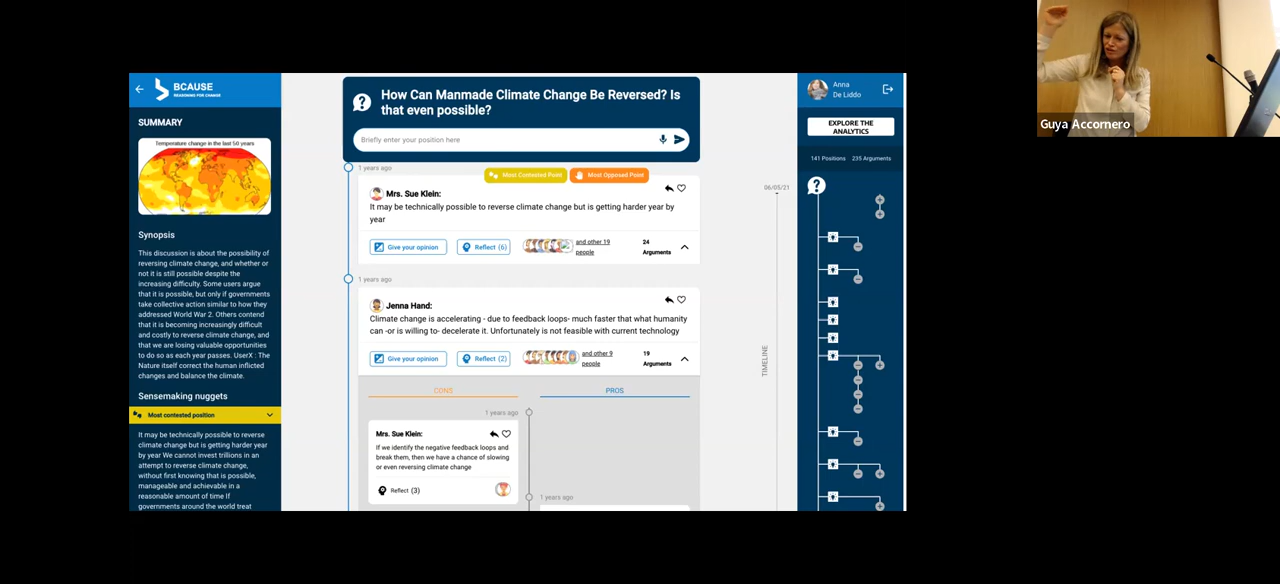 BCAUSE
REASONING FOR CHANGE
SUMMARY
Temperature change in the last 50 years
Synopsis
This discussion is about the possibility of
reversing climate change, and whether or
not it is still possible despite the
increasing difficulty. Some users argue
that it is possible, but only if governments
take collective action similar to how they
addressed World War 2. Others contend
that it is becoming increasingly difficult
and costly to reverse climate change, and
that we are losing valuable opportunities
to do so as each year passes. UserX : The
Nature itself correct the human inflicted
changes and balance the climate.
Sensemaking nuggets
Most contested position
It may be technically possible to reverse
climate change but is getting harder year
by year We cannot invest trillions in an
attempt to reverse climate change,
without first knowing that is possible,
manageable and achievable in a
reasonable amount of time If
governments around the world treat
How Can Manmade Climate Change Be Reversed? Is
that even possible?
Briefly enter your position here
1 years ago
Most Contested Point
Most Opposed Point
Mrs. Sue Klein:
It may be technically possible to reverse climate change but is getting harder year by
year
Give your opinion
Reflect (6)
and other 19
people
24
Arguments
1 years ago
Jenna Hand:
Climate change is accelerating - due to feedback loops- much faster that what humanity
can -or is willing to- decelerate it. Unfortunately is not feasible with current technology
Give your opinion
Reflect (2)
and other 9
people
19
Arguments
CONS
PROS
1 years ago
Mrs. Sue Klein:
If we identify the negative feedback loops and
break them, then we have a chance of slowing
or even reversing climate change
Reflect (3)
1 years ago
06/05/21
TIMELINE
Anna
De Liddo
EXPLORE THE
ANALYTICS
141 Positions 235 Arguments
Guya Accornero